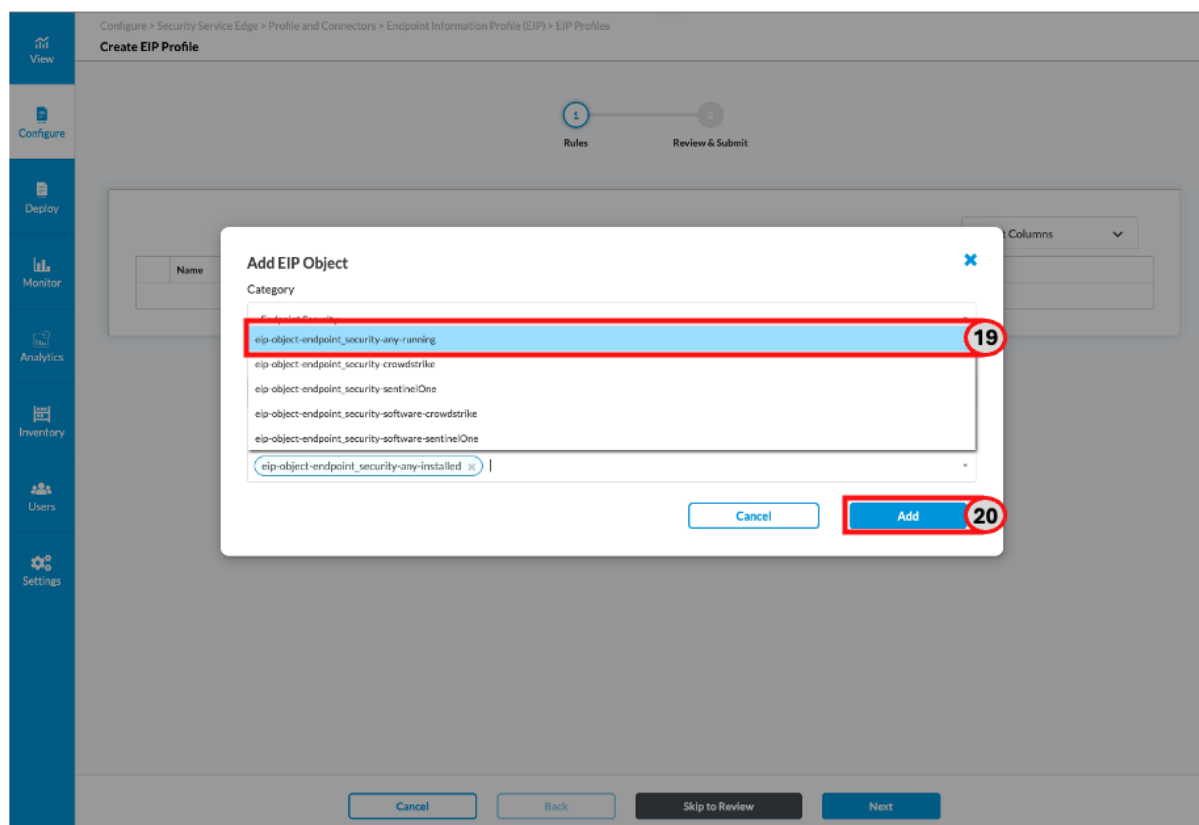 Configure > Security Service Edge > Profile and Connectors > Endpoint Information Profile (EIP) > EIP Profiles
Create EIP Profile
View
Configure
Deploy
Monitor
Analytics
Inventory
Users
Settings
1
2
Rules
Review & Submit
Columns
Name
Add EIP Object
Category
Endpoint Security
eip-object-endpoint_security-any-running
19
eip-object-endpoint_security-crowdstrike
eip-object-endpoint_security-sentinelOne
eip-object-endpoint_security-software-crowdstrike
eip-object-endpoint_security-software-sentinelOne
eip-object-endpoint_security-any-installed
Cancel
Add
20
Cancel
Back
Skip to Review
Next